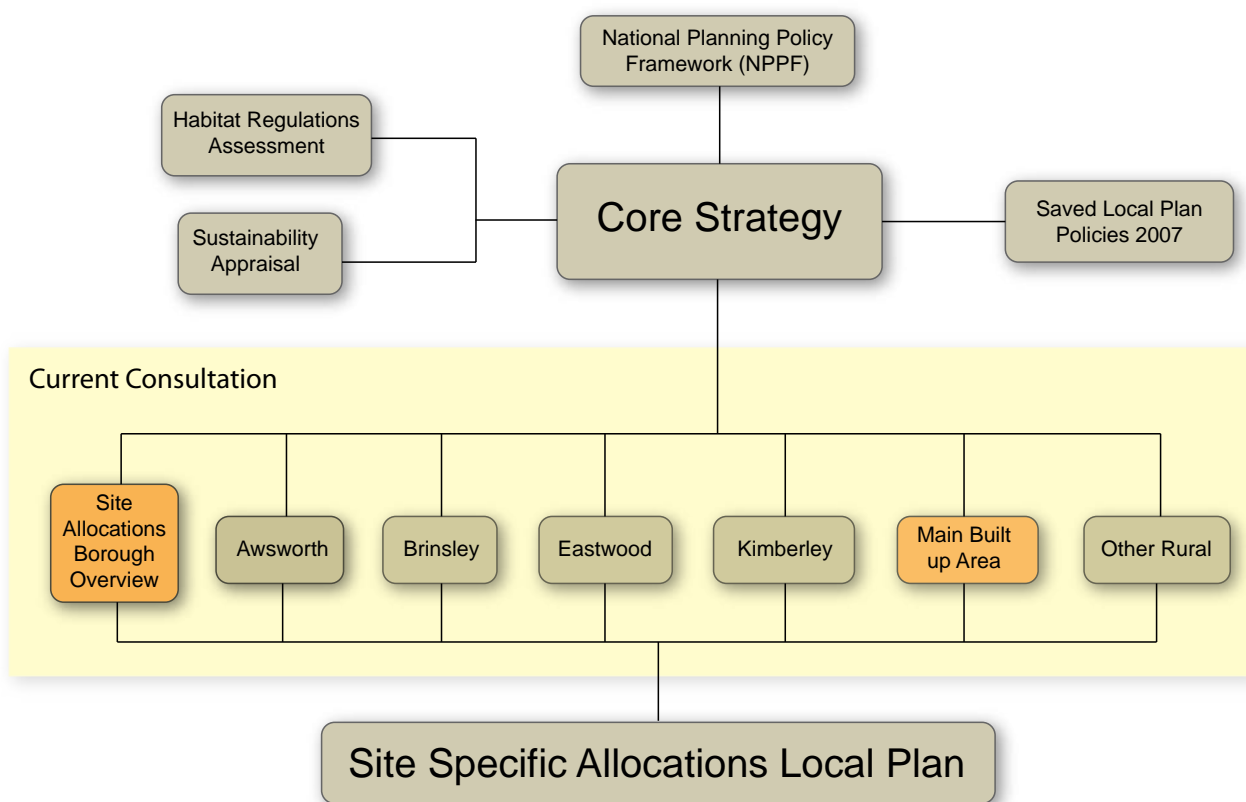 National Planning Policy
Framework (NPPF)
Habitat Regulations
Assessment
Core Strategy
Saved Local Plan
Policies 2007
Sustainability
Appraisal
Current Consultation
Site
Allocations
Borough
Overview
Awsworth
Brinsley
Eastwood
Kimberley
Main Built
up Area
Other Rural
Site Specific Allocations Local Plan